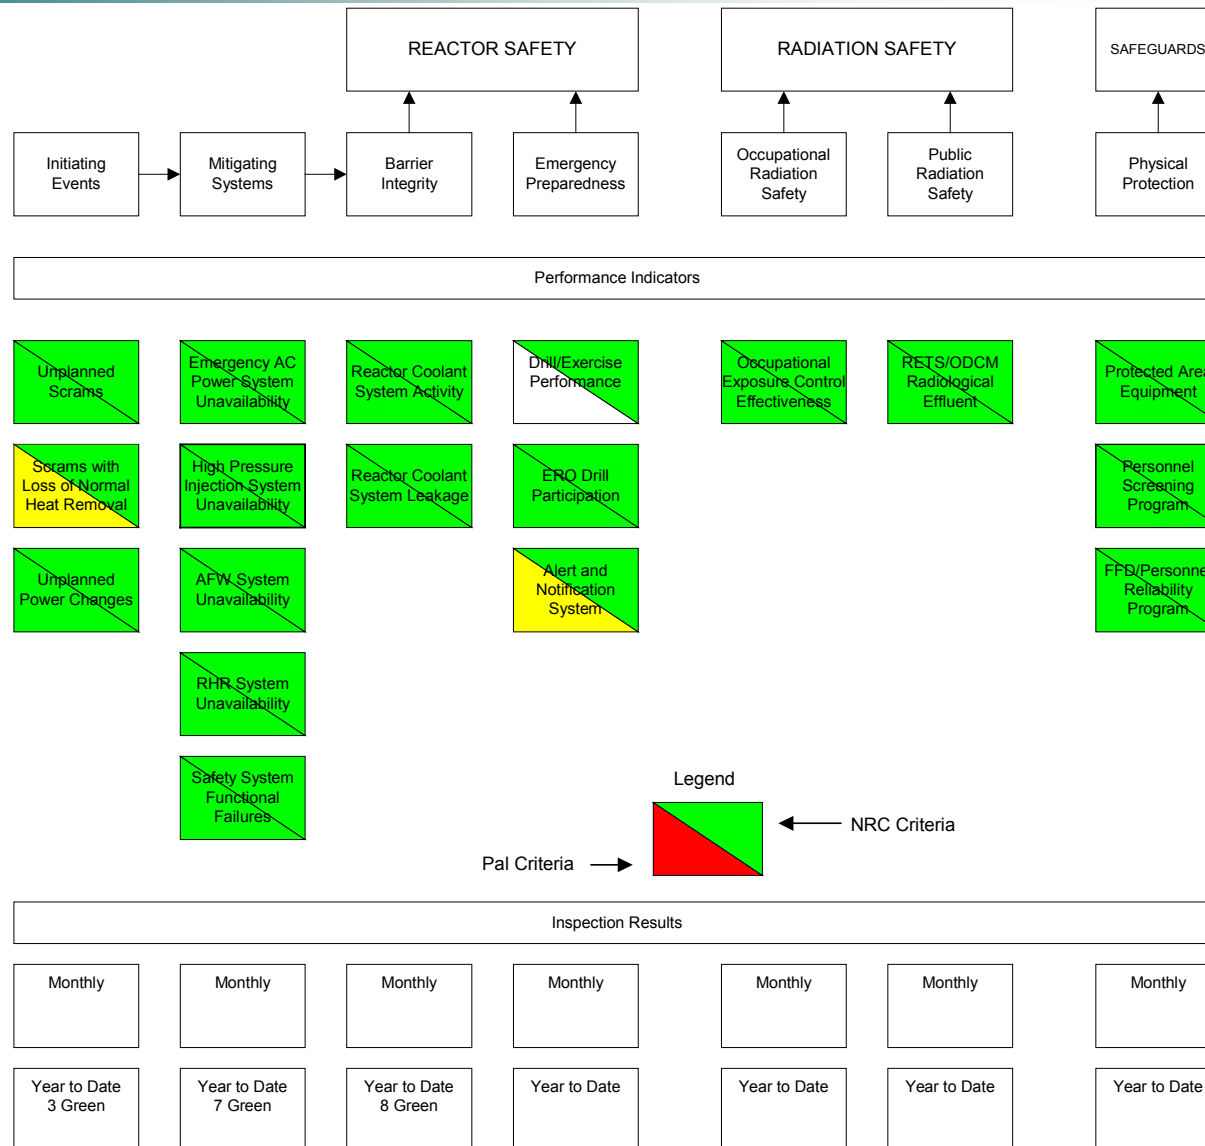 REACTOR SAFETY
RADIATION SAFETY
SAFEGUARDS
Initiating
Events
Mitigating
Systems
Barrier
Integrity
Emergency
Preparedness
Occupational
Radiation
Safety
Public
Radiation
Safety
Physical
Protection
Performance Indicators
Unplanned
Scrams
Emergency AC
Power System
Unavailability
Reactor Coolant
System Activity
Drill/Exercise
Performance
Occupational
Exposure Control
Effectiveness
RETS/ODCM
Radiological
Effluent
Protected Area
Equipment
Scrams with
Loss of Normal
Heat Removal
High Pressure
Injection System
Unavailability
Reactor Coolant
System Leakage
ERO Drill
Participation
Personnel
Screening
Program
Unplanned
Power Changes
AFW System
Unavailability
Alert and
Notification
System
FFD/Personnel
Reliability
Program
RHR System
Unavailability
Safety System
Functional
Failures
Legend
NRC Criteria
Pal Criteria
Inspection Results
Monthly
Monthly
Monthly
Monthly
Monthly
Monthly
Monthly
Year to Date
3 Green
Year to Date
7 Green
Year to Date
8 Green
Year to Date
Year to Date
Year to Date
Year to Date